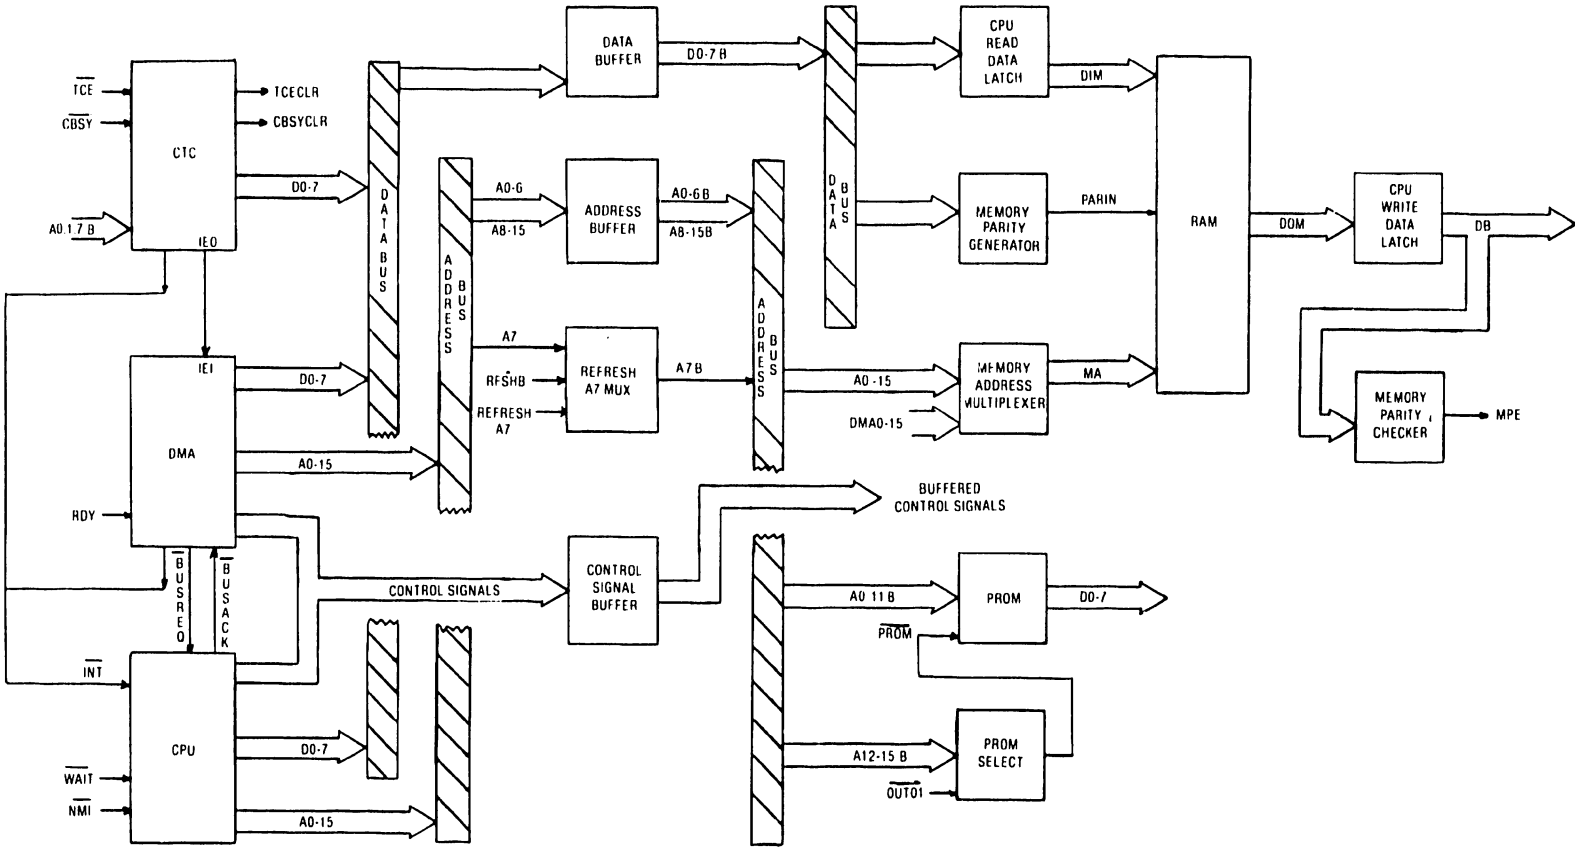 DATA
BUFFER
D0-7 B
CPU
READ
DATA
LATCH
DIM
TCE
CBSY
TCECLR
CBSYCLR
CTC
D0-7
A0.1.7 B
IEO
DATA BUS
ADDRESS
BUS
A0-6
A8-15
ADDRESS
BUFFER
A0-6B
A8-15B
DATA
BUS
MEMORY
PARITY
GENERATOR
PARIN
RAM
DOM
CPU
WRITE
DATA
LATCH
DB
A7
RFSHB
REFRESH
A7
REFRESH
A7 MUX
A7B
ADDRESS
BUS
A0-15
DMA0-15
MEMORY
ADDRESS
MULTIPLEXER
MA
MEMORY
PARITY
CHECKER
MPE
IEI
D0-7
DMA
A0-15
RDY
BUSREQ
BUSACK
CONTROL SIGNALS
CONTROL
SIGNAL
BUFFER
BUFFERED
CONTROL SIGNALS
A0 11 B
PROM
PROM
D0-7
INT
CPU
D0-7
WAIT
NMI
A0-15
A12-15 B
OUT01
PROM
SELECT